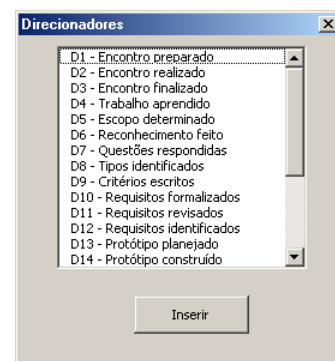 Direcionadores
D1 - Encontro preparado
D2 - Encontro realizado
D3 - Encontro finalizado
D4 - Trabalho aprendido
D5 - Escopo determinado
D6 - Reconhecimento feito
D7 - Questões respondidas
D8 - Tipos identificados
D9 - Critérios escritos
D10 - Requisitos formalizados
D11 - Requisitos revisados
D12 - Requisitos identificados
D13 - Protótipo planejado
D14 - Protótipo construído
Inserir